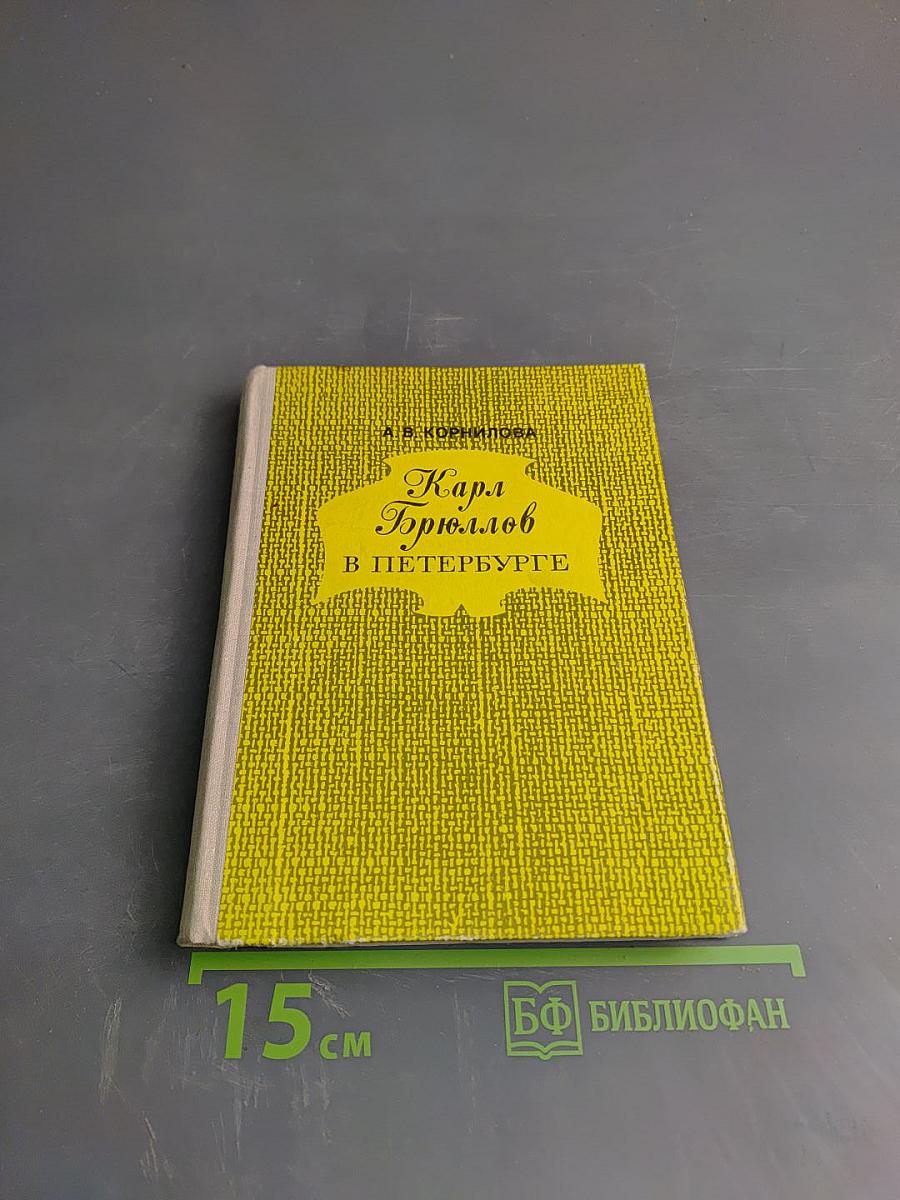 А. В. КОРНИЛОВА
Карл
Брюллов
В ПЕТЕРБУРГЕ
15 см
БФ БИБЛИОФАН